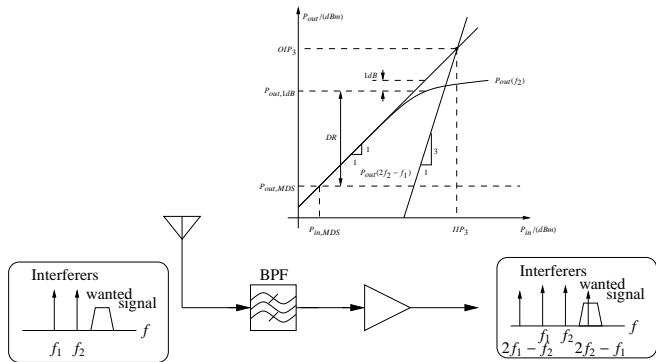 P_out/(dBm)
OIP_3
1dB
P_out,1dB
P_out(f_2)
DR
1
1
3
1
P_out(2f_2 − f_1)
P_out,MDS
P_in,MDS
IIP_3
P_in/(dBm)
Interferers
wanted
signal
f_1
f_2
f
BPF
Interferers
wanted
signal
f_1
f_2
f
2f_1 − f_2
2f_2 − f_1